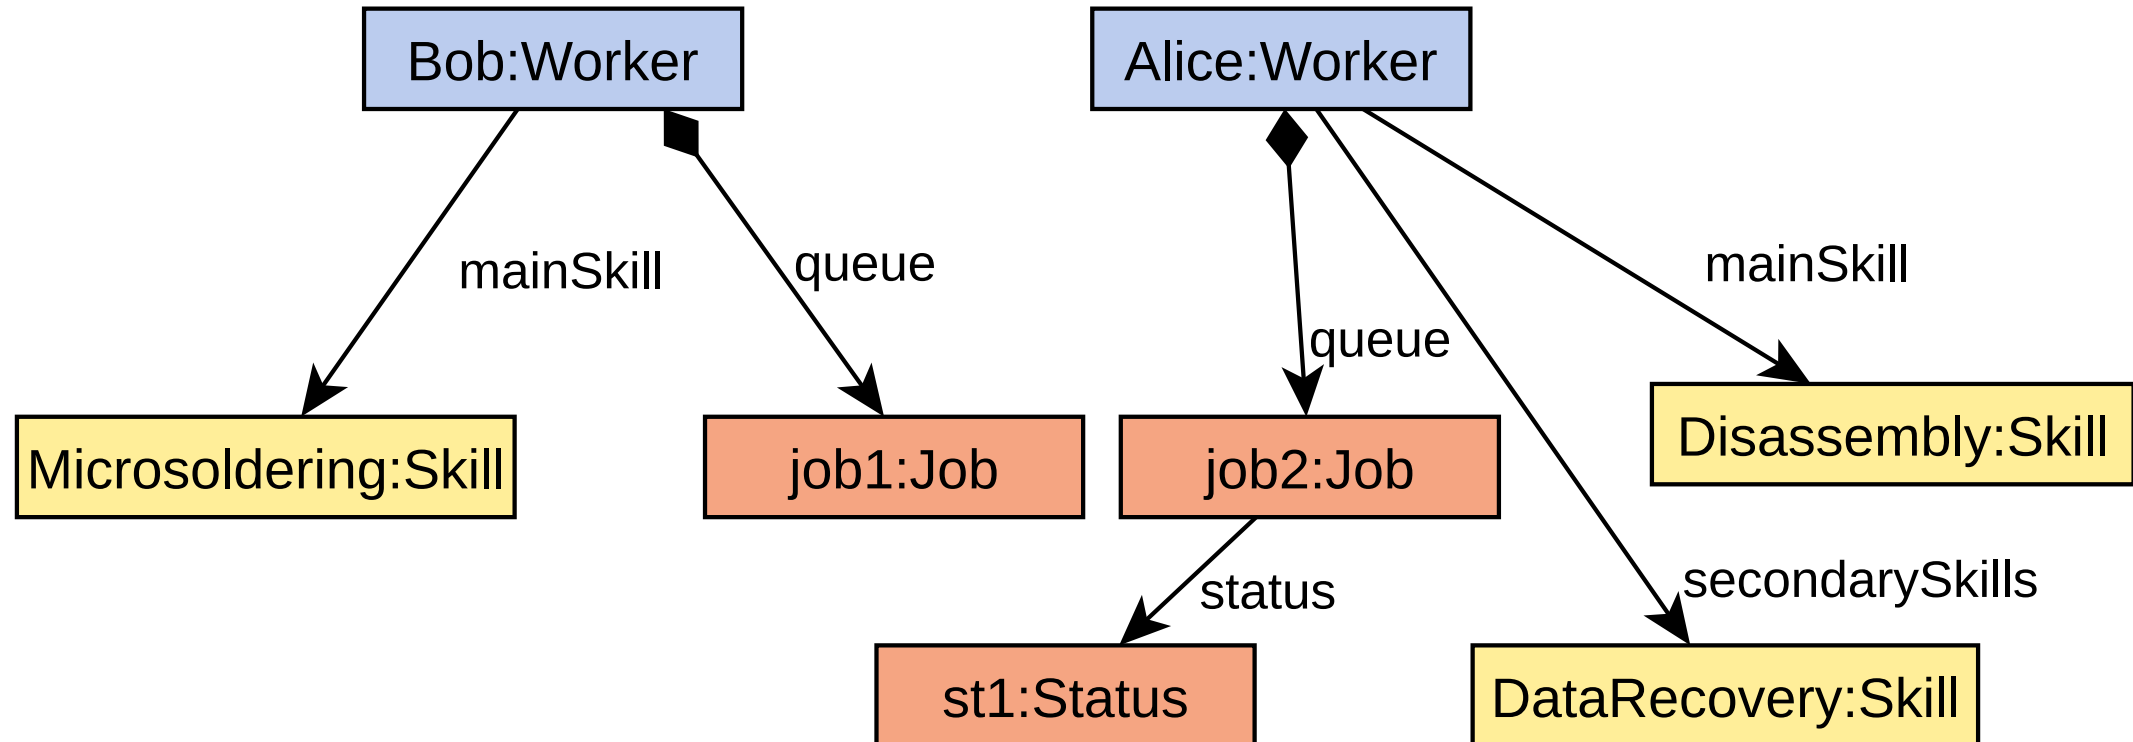 Bob:Worker
Alice:Worker
mainSkill
queue
mainSkill
queue
Microsoldering:Skill
job1:Job
job2:Job
Disassembly:Skill
status
secondarySkills
st1:Status
DataRecovery:Skill